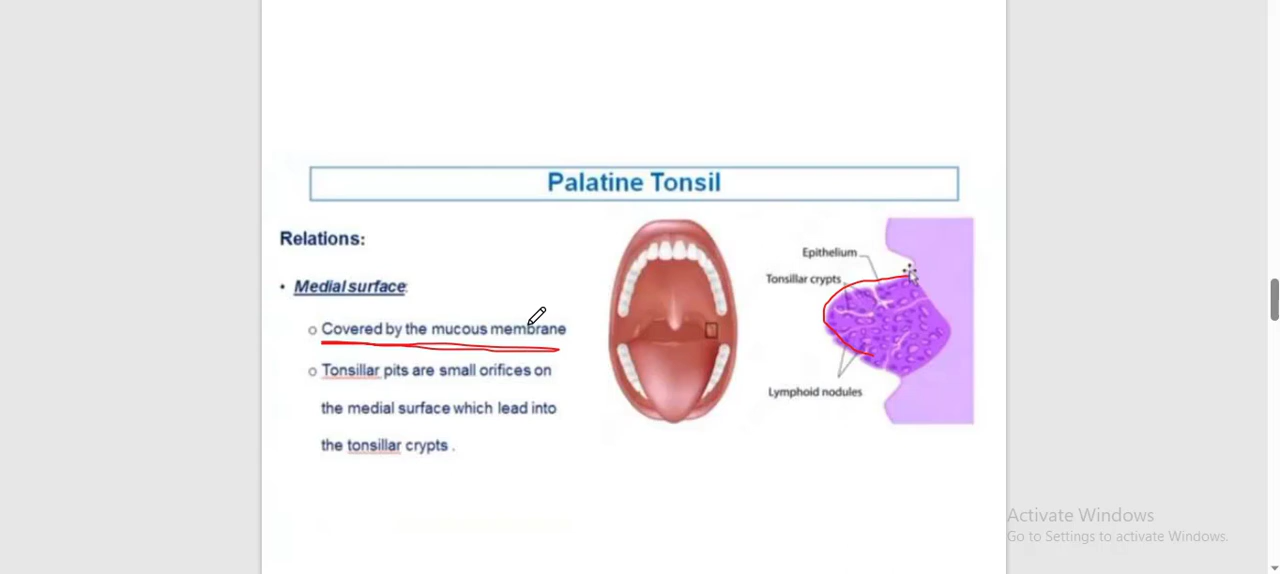 Palatine Tonsil
Relations:
• Medial surface:
o Covered by the mucous membrane
o Tonsillar pits are small orifices on
the medial surface which lead into
the tonsillar crypts .
Epithelium
Tonsillar crypts
Lymphoid nodules
Activate Windows
Go to Settings to activate Windows.